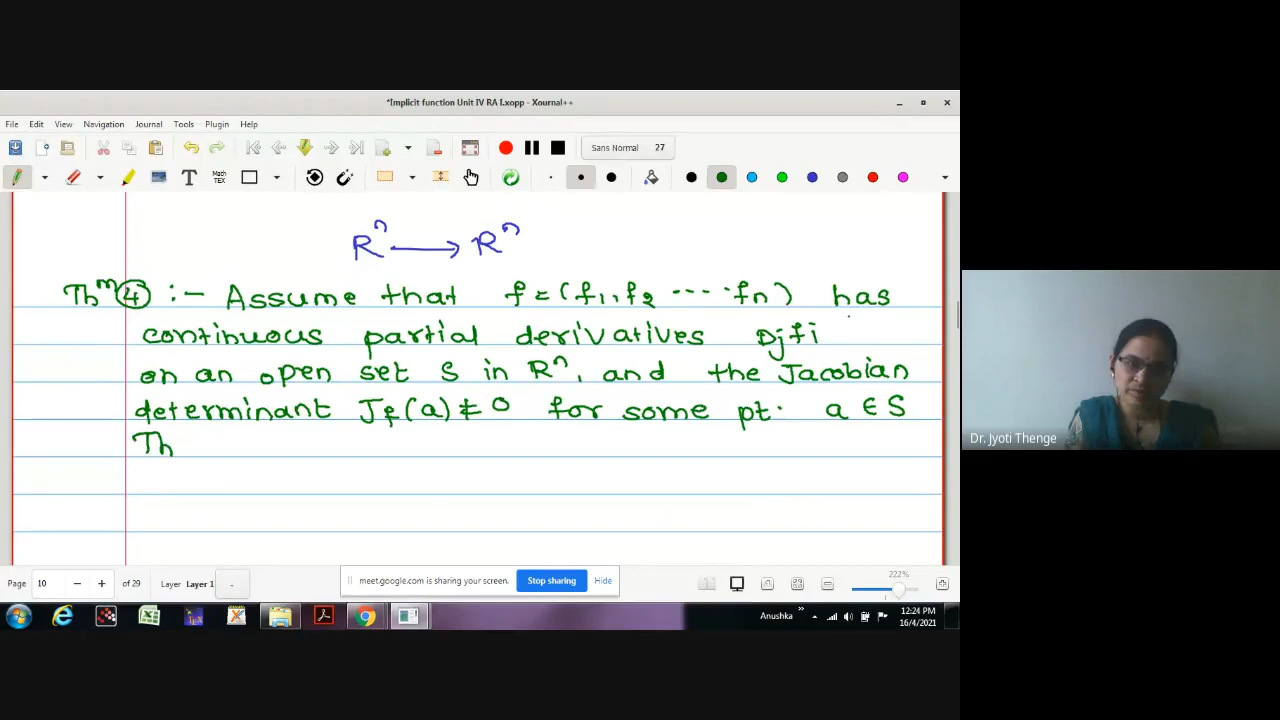 *Implicit function Unit IV RA I.xopp - Xournal++
File Edit View Navigation Journal Tools Plugin Help
Sans Normal 27
Math TEX
Rⁿ ⟶ Rⁿ
Thᵐ ④ :- Assume that f = (f₁, f₂ ---- · fn) has
continuous partial derivatives Djfi
on an open set S in Rⁿ, and the Jacobian
determinant Jf(a) ≠ 0 for some pt. a ∈ S
Th
Dr. Jyoti Thenge
Page 10 of 29 Layer Layer 1
meet.google.com is sharing your screen. Stop sharing Hide
222%
Anushka
12:24 PM
16/4/2021